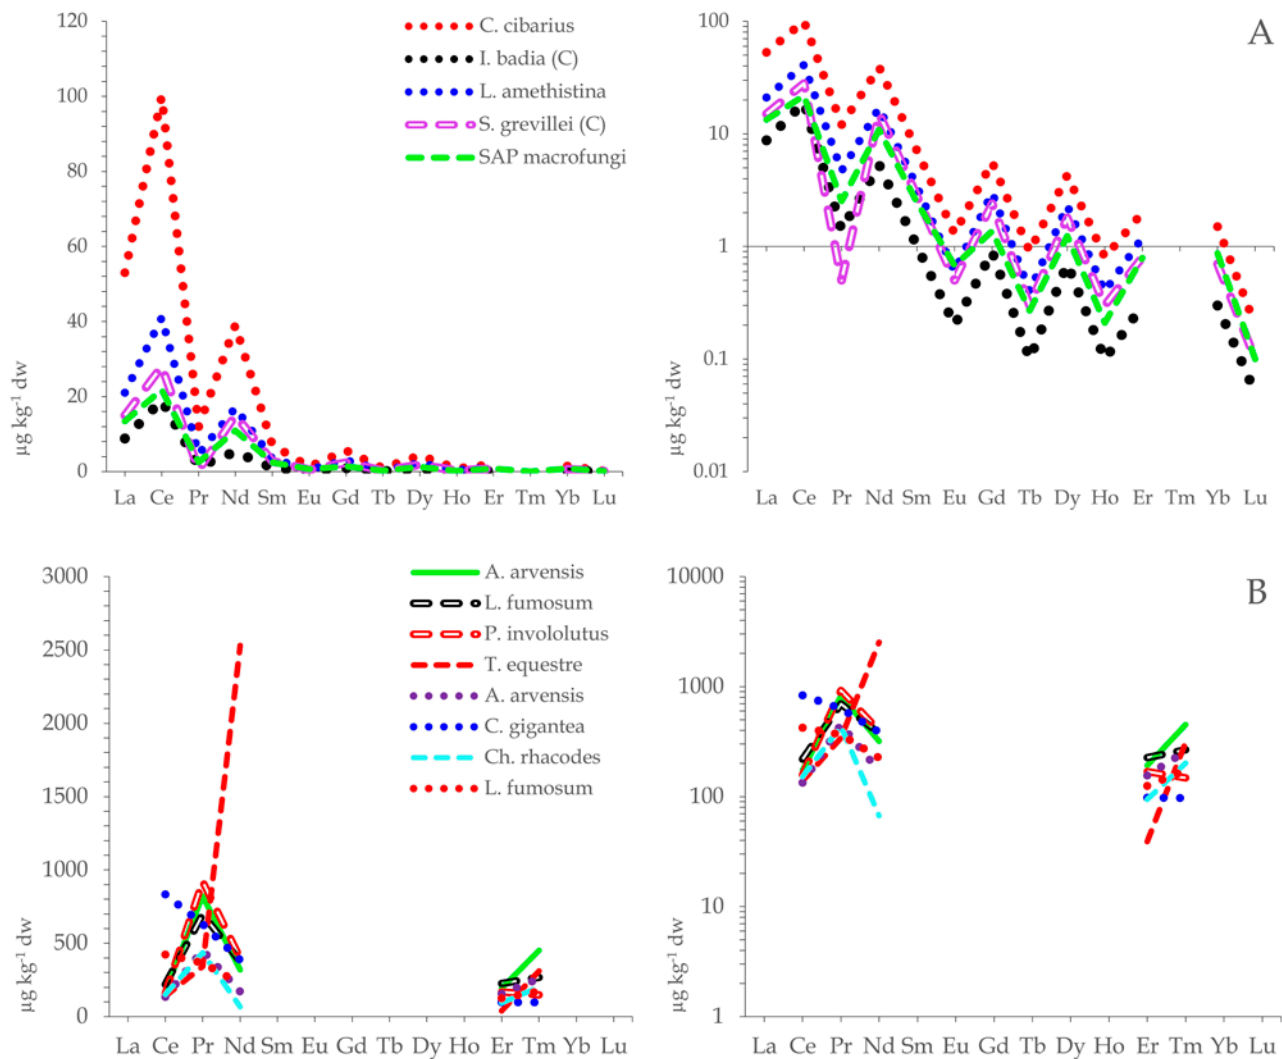 120
100
80
60
40
20
0
µg kg-1 dw
La Ce Pr Nd Sm Eu Gd Tb Dy Ho Er Tm Yb Lu
C. cibarius
I. badia (C)
L. amethistina
S. grevillei (C)
SAP macrofungi
A
100
10
1
0.1
0.01
µg kg-1 dw
La Ce Pr Nd Sm Eu Gd Tb Dy Ho Er Tm Yb Lu
3000
2500
2000
1500
1000
500
0
µg kg-1 dw
La Ce Pr Nd Sm Eu Gd Tb Dy Ho Er Tm Yb Lu
A. arvensis
L. fumosum
P. invololutus
T. equestre
A. arvensis
C. gigantea
Ch. rhacodes
L. fumosum
B
10000
1000
100
10
1
µg kg-1 dw
La Ce Pr Nd Sm Eu Gd Tb Dy Ho Er Tm Yb Lu